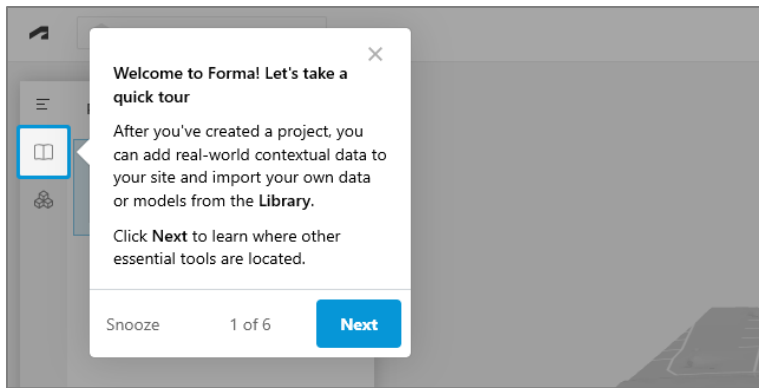 Welcome to Forma! Let's take a
quick tour
After you've created a project, you
can add real-world contextual data to
your site and import your own data
or models from the Library.
Click Next to learn where other
essential tools are located.
Snooze
1 of 6
Next